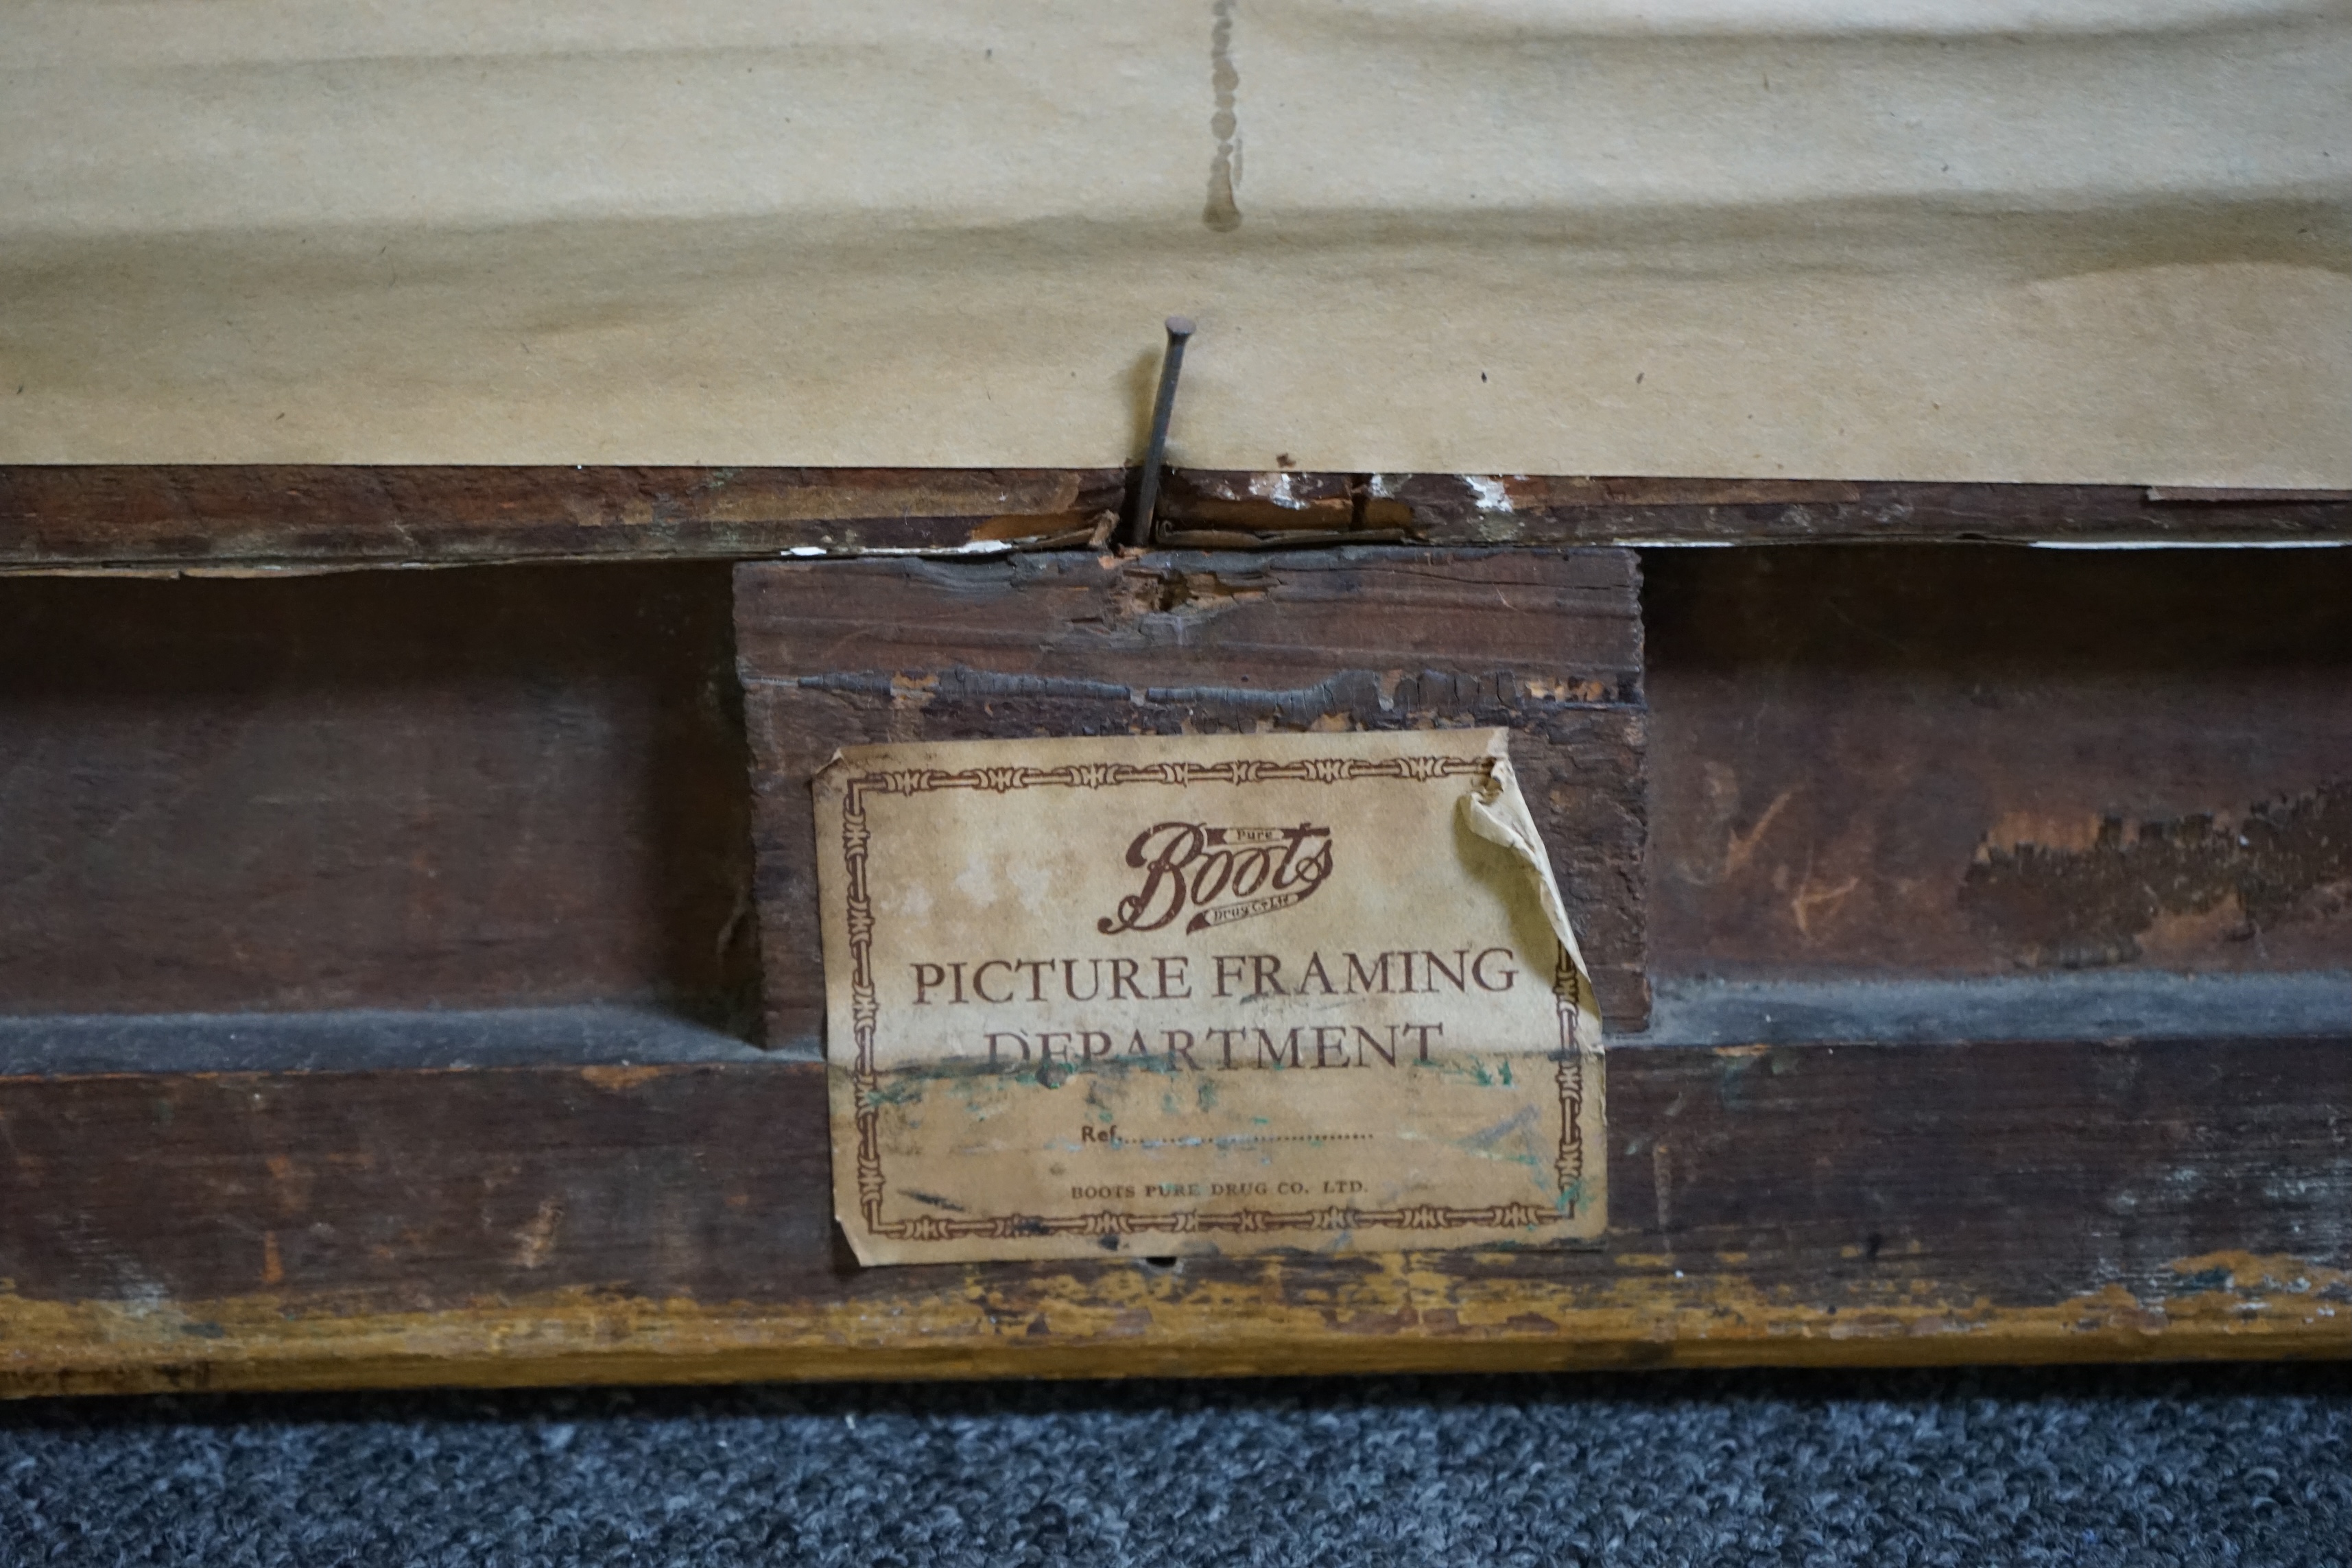 Pure
Boots
Drug Co Ltd
PICTURE FRAMING
DEPARTMENT
Ref.................................
BOOTS PURE DRUG CO. LTD.